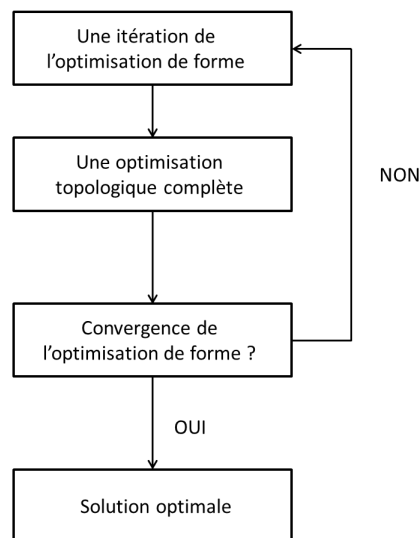 Une itération de
l'optimisation de forme
Une optimisation
topologique complète
NON
Convergence de
l'optimisation de forme ?
OUI
Solution optimale